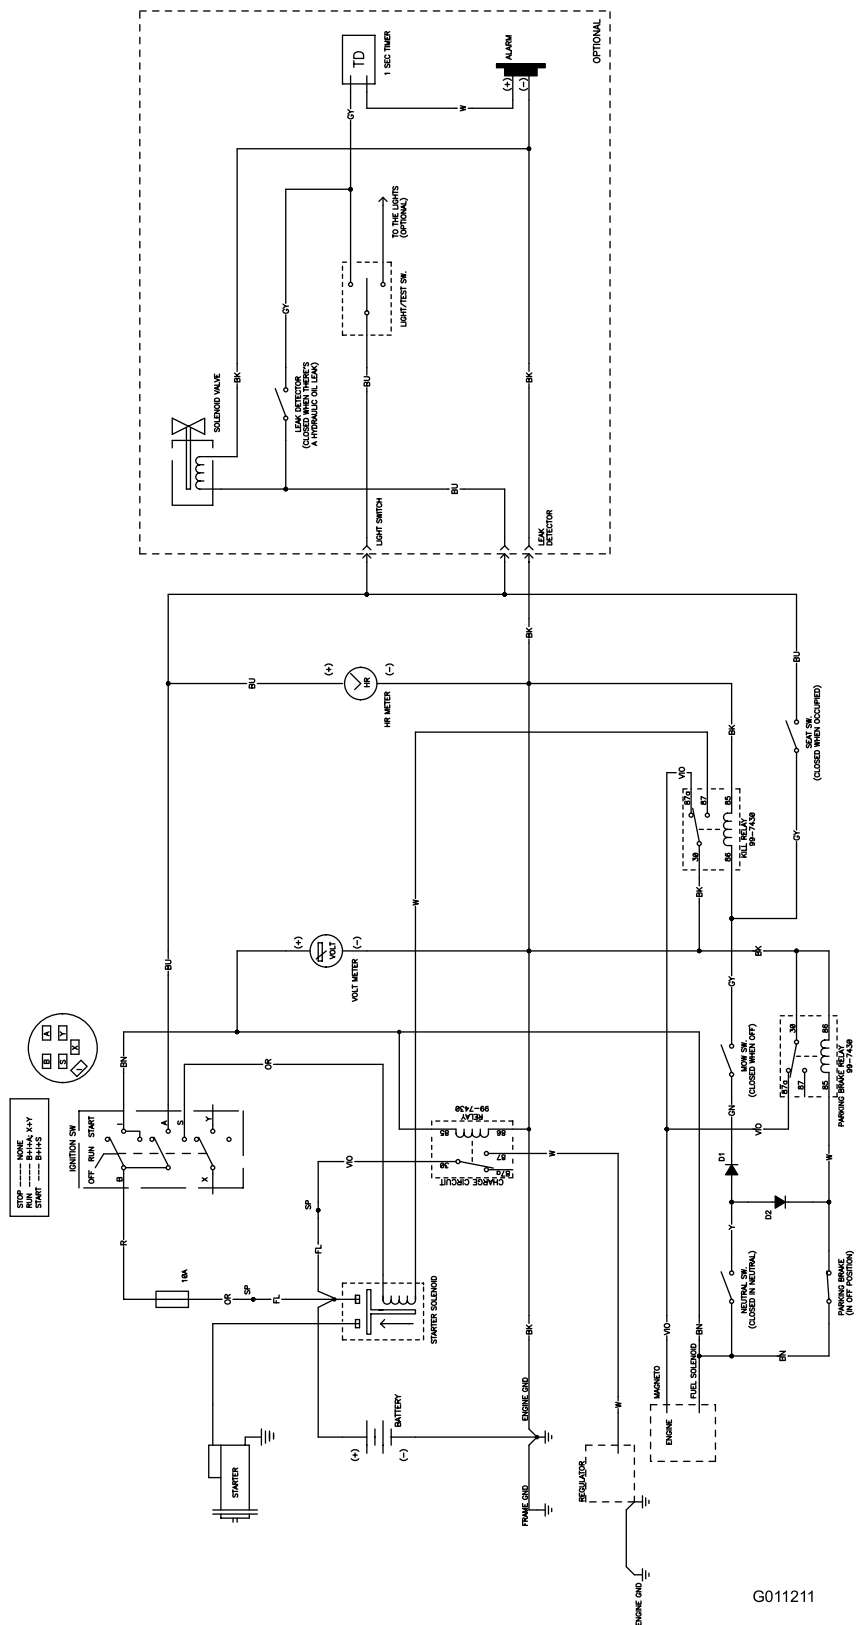 OPTIONAL
TD
1 SEC TIMER
ALARM
(+)
(-)
GY
W
TO THE LIGHTS
(OPTIONAL)
LIGHT/TEST SW.
GY
BK
BU
BK
SOLENOID VALVE
LEAK DETECTOR
(CLOSED WHEN THERE'S
A HYDRAULIC OIL LEAK)
BU
LIGHT SWITCH
LEAK
DETECTOR
BK
BU
BU
(+)
HR
(-)
HR METER
BK
SEAT SW.
(CLOSED WHEN OCCUPIED)
VIO
87a
87
85
30
86
KILL RELAY
99-7430
GY
BK
W
BU
(+)
VOLT
(-)
VOLT METER
BK
GY
A
Y
X
B
S
I
BN
OR
MOW SW.
(CLOSED WHEN OFF)
30
86
87a
87
85
PARKING BRAKE RELAY
99-7430
STOP ------ NONE
RUN ------ B+I+A, X+Y
START ---- B+I+S
IGNITION SW
OFF RUN START
I
A
S
Y
B
X
RELAY
99-7430
85
86
30
87
87a
CHARGE CIRCUIT
VIO
W
GN
VIO
W
D1
D2
SP
FL
R
10A
OR
SP
FL
STARTER SOLENOID
Y
NEUTRAL SW.
(CLOSED IN NEUTRAL)
PARKING BRAKE
(IN OFF POSITION)
BK
VIO
BN
BN
BATTERY
(+)
(-)
ENGINE GND
W
MAGNETO
FUEL SOLENOID
ENGINE
STARTER
FRAME GND
REGULATOR
ENGINE GND
G011211